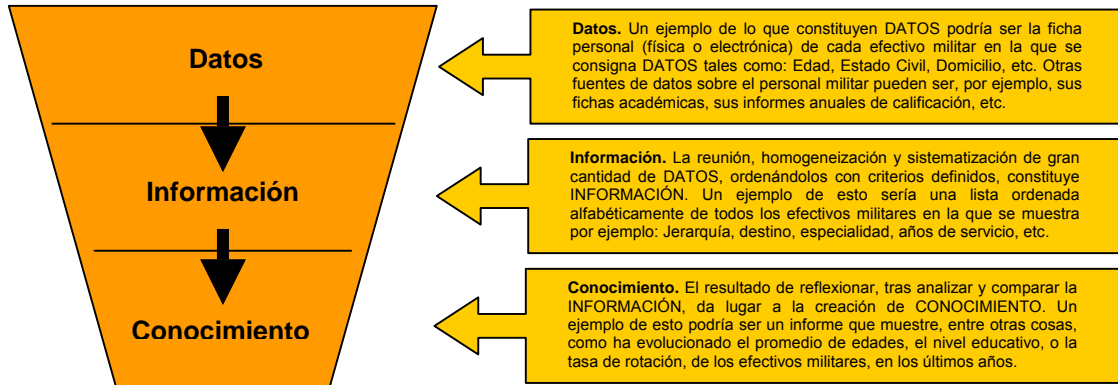 Datos
Información
Conocimiento
Datos. Un ejemplo de lo que constituyen DATOS podría ser la ficha
personal (física o electrónica) de cada efectivo militar en la que se
consigna DATOS tales como: Edad, Estado Civil, Domicilio, etc. Otras
fuentes de datos sobre el personal militar pueden ser, por ejemplo, sus
fichas académicas, sus informes anuales de calificación, etc.
Información. La reunión, homogeneización y sistematización de gran
cantidad de DATOS, ordenándolos con criterios definidos, constituye
INFORMACIÓN. Un ejemplo de esto sería una lista ordenada
alfabéticamente de todos los efectivos militares en la que se muestra
por ejemplo: Jerarquía, destino, especialidad, años de servicio, etc.
Conocimiento. El resultado de reflexionar, tras analizar y comparar la
INFORMACIÓN, da lugar a la creación de CONOCIMIENTO. Un
ejemplo de esto podría ser un informe que muestre, entre otras cosas,
como ha evolucionado el promedio de edades, el nivel educativo, o la
tasa de rotación, de los efectivos militares, en los últimos años.